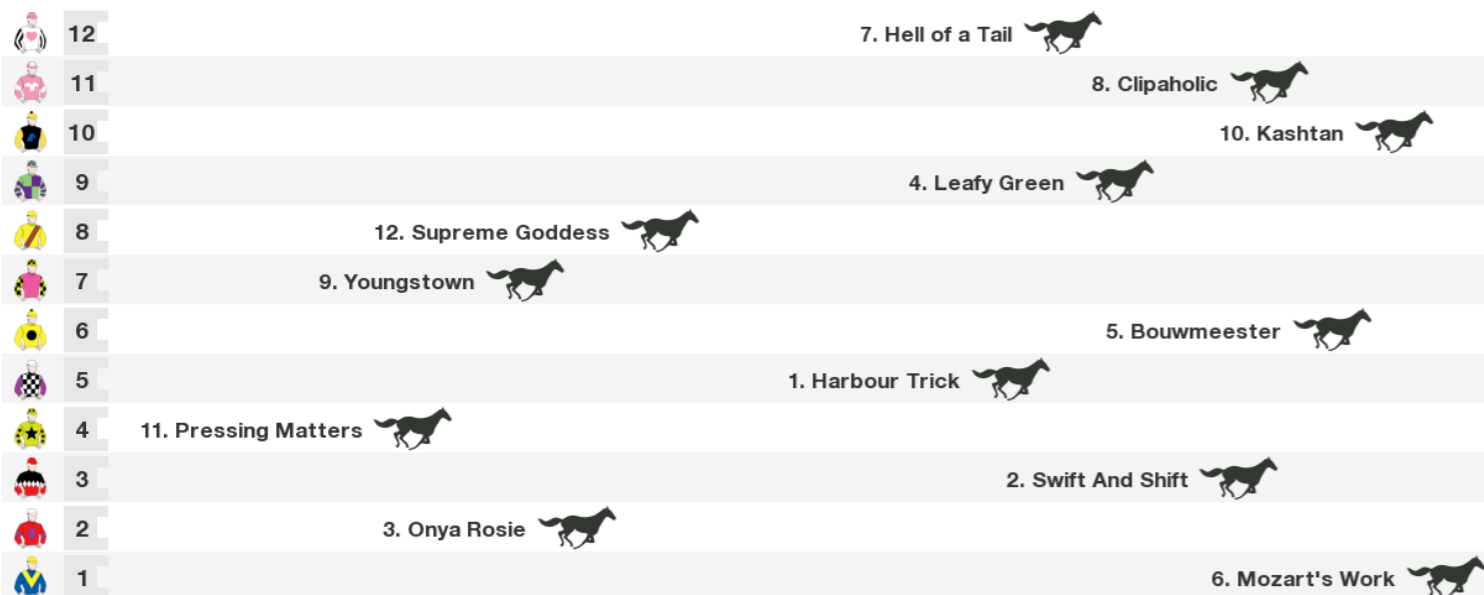 12 7. Hell of a Tail
11 8. Clipaholic
10 10. Kashtan
9 4. Leafy Green
8 12. Supreme Goddess
7 9. Youngstown
6 5. Bouwmeester
5 1. Harbour Trick
4 11. Pressing Matters
3 2. Swift And Shift
2 3. Onya Rosie
1 6. Mozart's Work